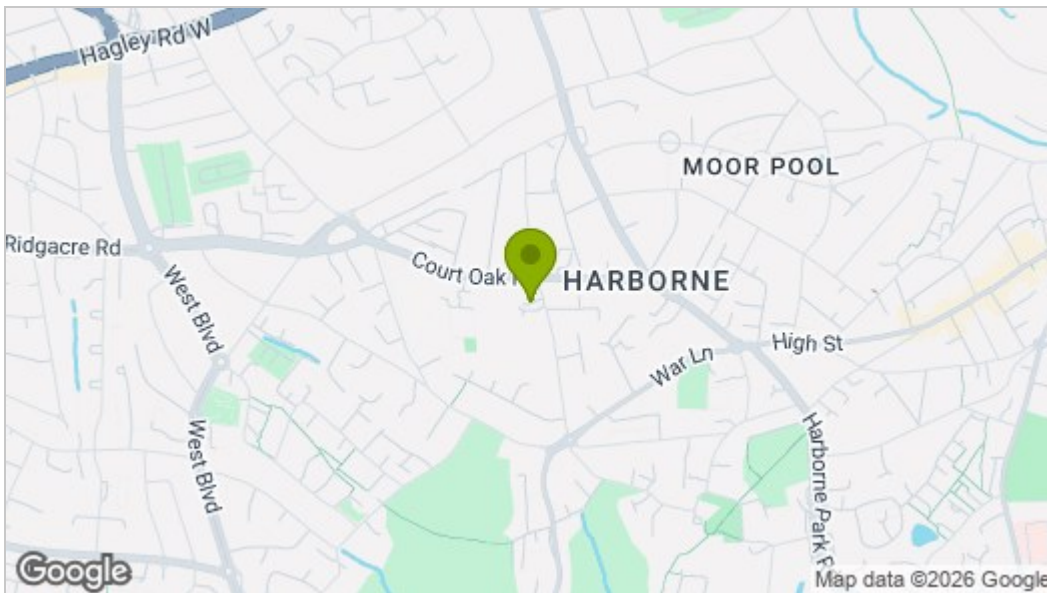 Hagley Rd W
MOOR POOL
Ridgacre Rd
Court Oak
HARBORNE
West Blvd
High St
War Ln
West Blvd
Harborne Park
Google
Map data ©2026 Google